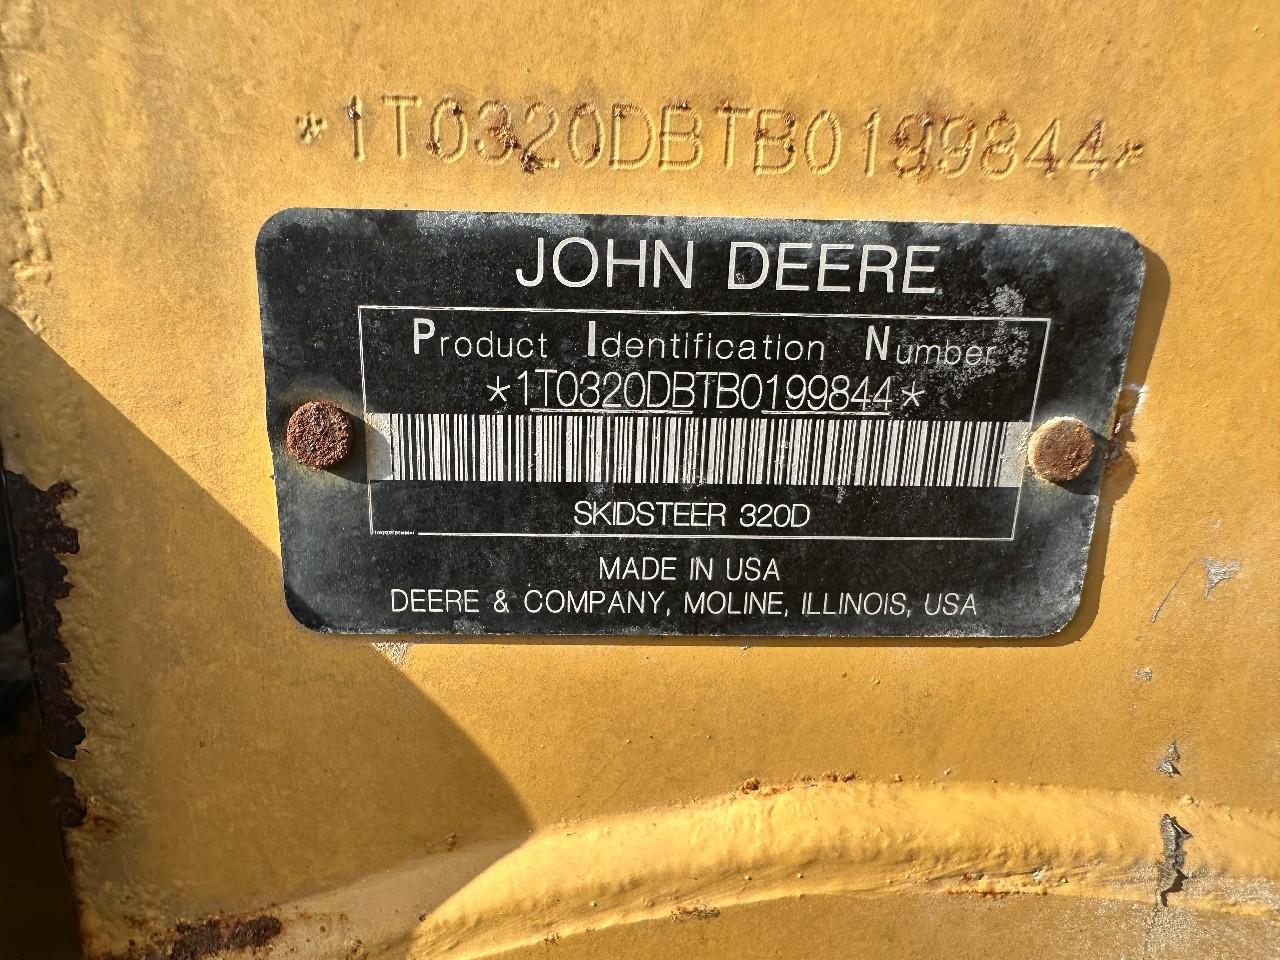 *1T0320DBTB0199844*
JOHN DEERE
Product Identification Number
*1T0320DBTB0199844*
SKIDSTEER 320D
MADE IN USA
DEERE & COMPANY, MOLINE, ILLINOIS, USA